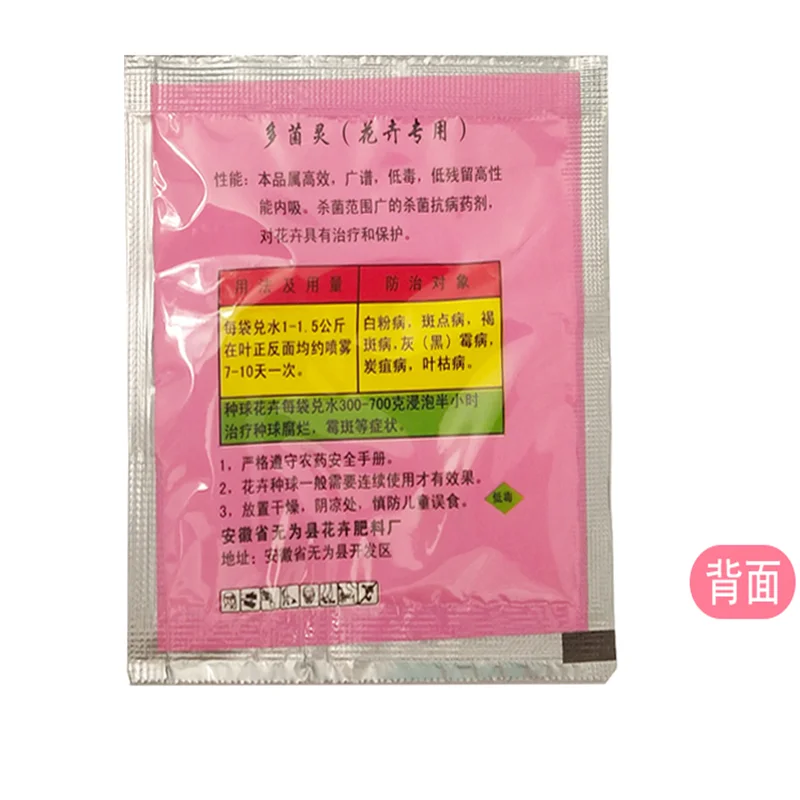 多菌灵（花卉专用）
性能：本品属高效，广谱，低毒，低残留高性
能内吸。杀菌范围广的杀菌抗病药剂，
对花卉具有治疗和保护。
用法及用量 防治对象
每袋兑水1-1.5公斤
在叶正反面均约喷雾
7-10天一次。
白粉病，斑点病，褐
斑病，灰（黑）霉病，
炭疽病，叶枯病。
种球花卉每袋兑水300-700克浸泡半小时
治疗种球腐烂，霉斑等症状。
1，严格遵守农药安全手册。
2，花卉种球一般需要连续使用才有效果。
3，放置干燥，阴凉处，慎防儿童误食。
低毒
安徽省无为县花卉肥料厂
地址：安徽省无为县开发区
背面